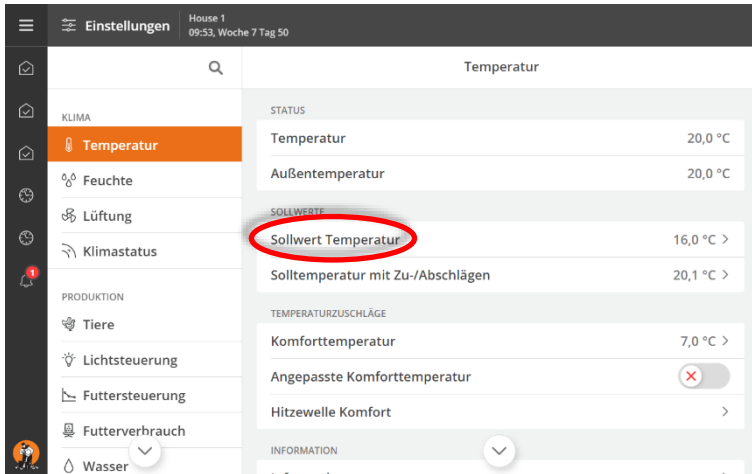 Einstellungen
House 1
09:53, Woche 7 Tag 50
Temperatur
KLIMA
Temperatur
Feuchte
Lüftung
Klimastatus
PRODUKTION
Tiere
Lichtsteuerung
Futtersteuerung
Futterverbrauch
Wasser
1
STATUS
Temperatur 20,0 °C
Außentemperatur 20,0 °C
SOLLWERTE
Sollwert Temperatur 16,0 °C >
Solltemperatur mit Zu-/Abschlägen 20,1 °C >
TEMPERATURZUSCHLÄGE
Komforttemperatur 7,0 °C >
Angepasste Komforttemperatur
Hitzewelle Komfort >
INFORMATION